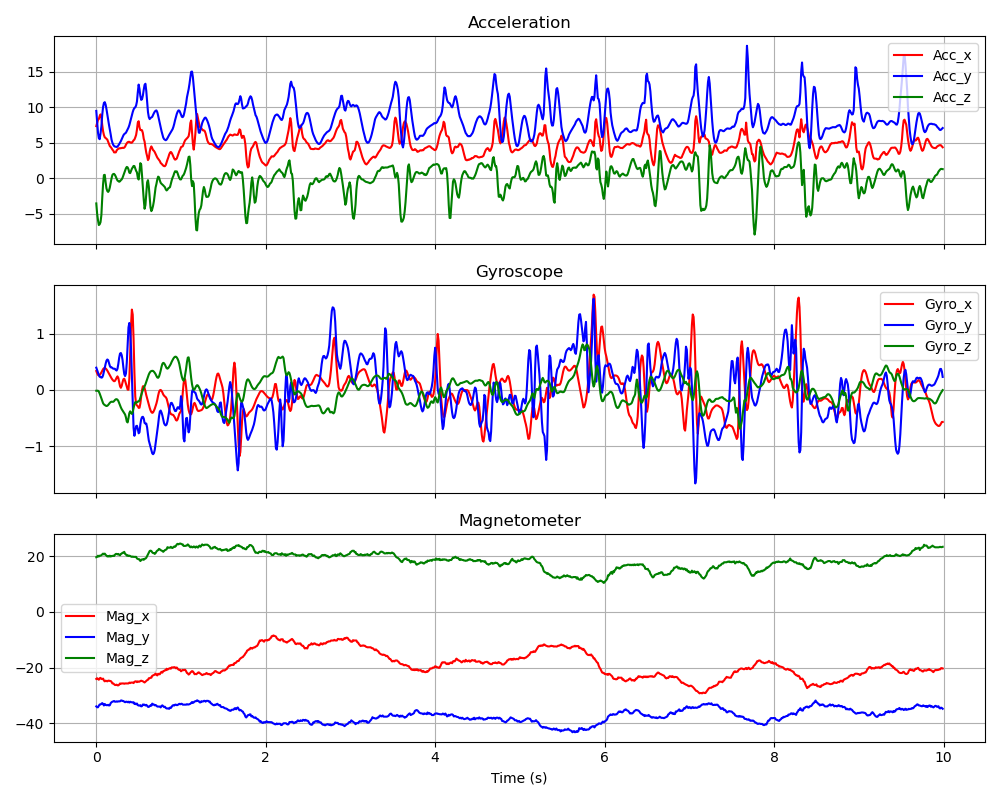 Acceleration
15
10
5
0
−5
Acc_x
Acc_y
Acc_z
Gyroscope
1
0
−1
Gyro_x
Gyro_y
Gyro_z
Magnetometer
20
0
−20
−40
Mag_x
Mag_y
Mag_z
0 2 4 6 8 10
Time (s)